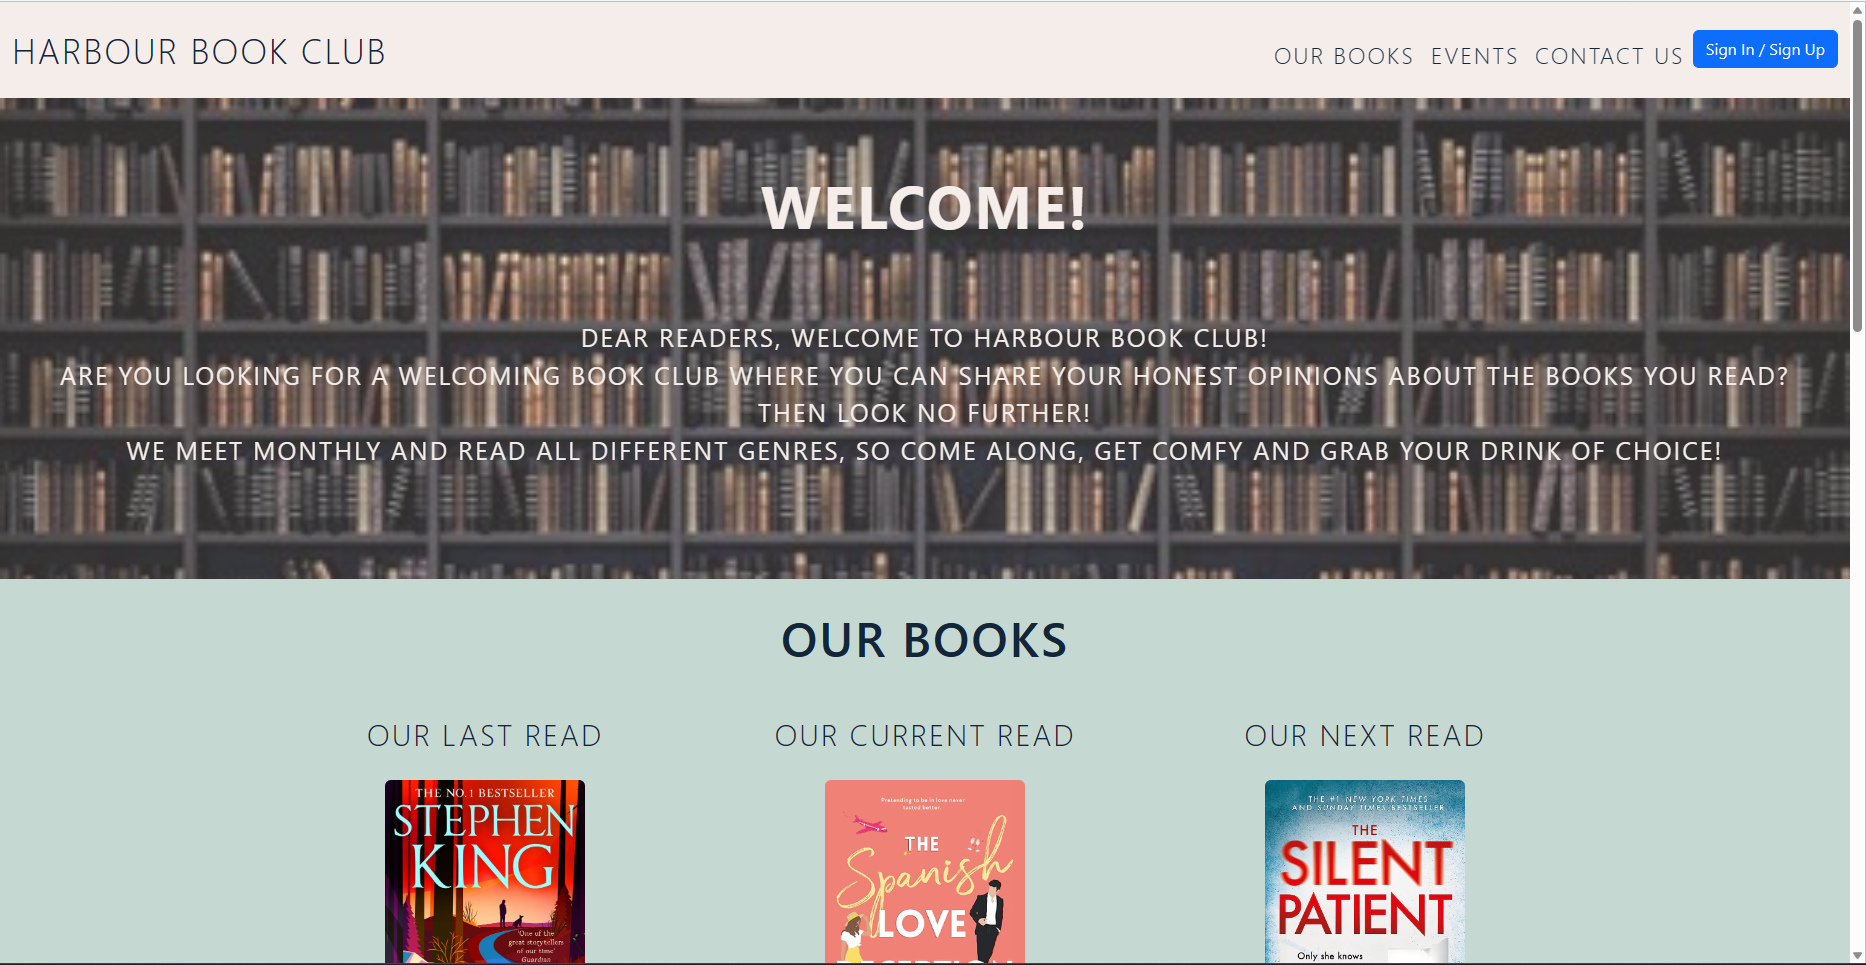 HARBOUR BOOK CLUB
OUR BOOKS EVENTS CONTACT US Sign In / Sign Up
WELCOME!
DEAR READERS, WELCOME TO HARBOUR BOOK CLUB!
ARE YOU LOOKING FOR A WELCOMING BOOK CLUB WHERE YOU CAN SHARE YOUR HONEST OPINIONS ABOUT THE BOOKS YOU READ?
THEN LOOK NO FURTHER!
WE MEET MONTHLY AND READ ALL DIFFERENT GENRES, SO COME ALONG, GET COMFY AND GRAB YOUR DRINK OF CHOICE!
OUR BOOKS
OUR LAST READ
THE NO.1 BESTSELLER
STEPHEN
KING
'One of the
great storytellers
of our time'
Guardian
OUR CURRENT READ
Pretending to be in love never
tasted better.
THE
Spanish
LOVE
DECEPTION
OUR NEXT READ
THE #1 NEW YORK TIMES
AND SUNDAY TIMES BESTSELLER
THE
SILENT
PATIENT
Only she knows